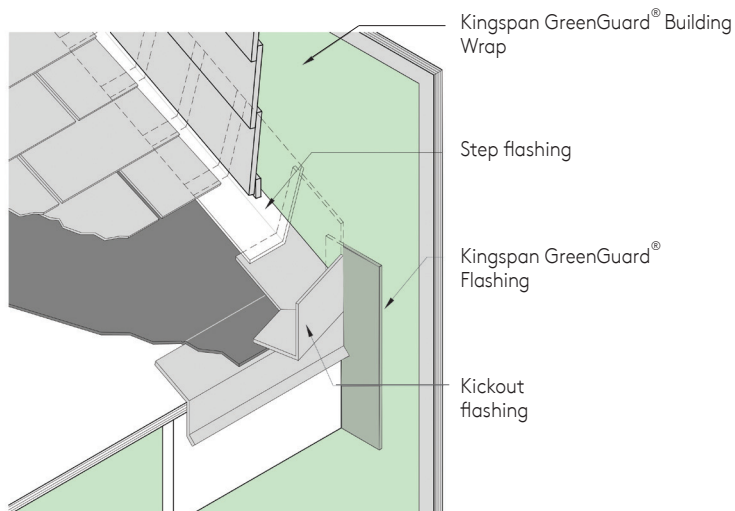 Kingspan GreenGuard® Building
Wrap
Step flashing
Kingspan GreenGuard®
Flashing
Kickout
flashing